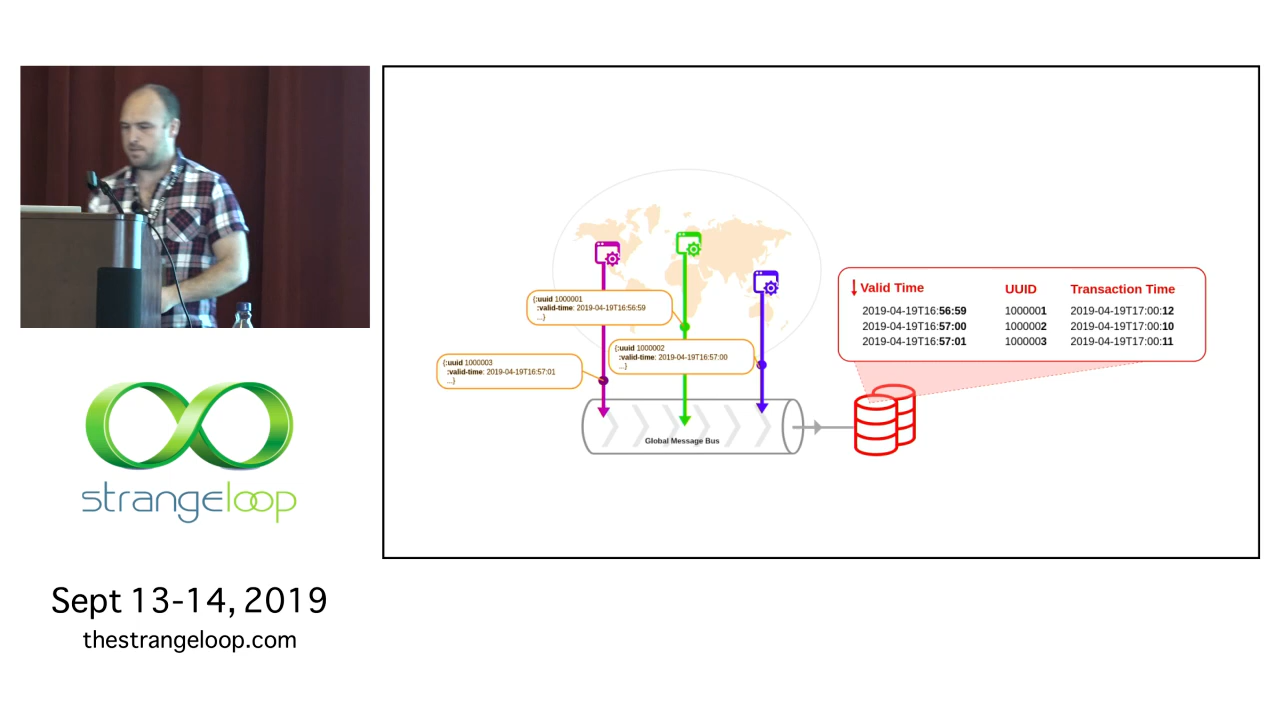 {:uuid 1000001
:valid-time: 2019-04-19T16:56:59
...}
{:uuid 1000002
:valid-time: 2019-04-19T16:57:00
...}
{:uuid 1000003
:valid-time: 2019-04-19T16:57:01
...}
Global Message Bus
Valid Time UUID Transaction Time
2019-04-19T16:56:59 1000001 2019-04-19T17:00:12
2019-04-19T16:57:00 1000002 2019-04-19T17:00:10
2019-04-19T16:57:01 1000003 2019-04-19T17:00:11
strangeloop
Sept 13-14, 2019
thestrangeloop.com